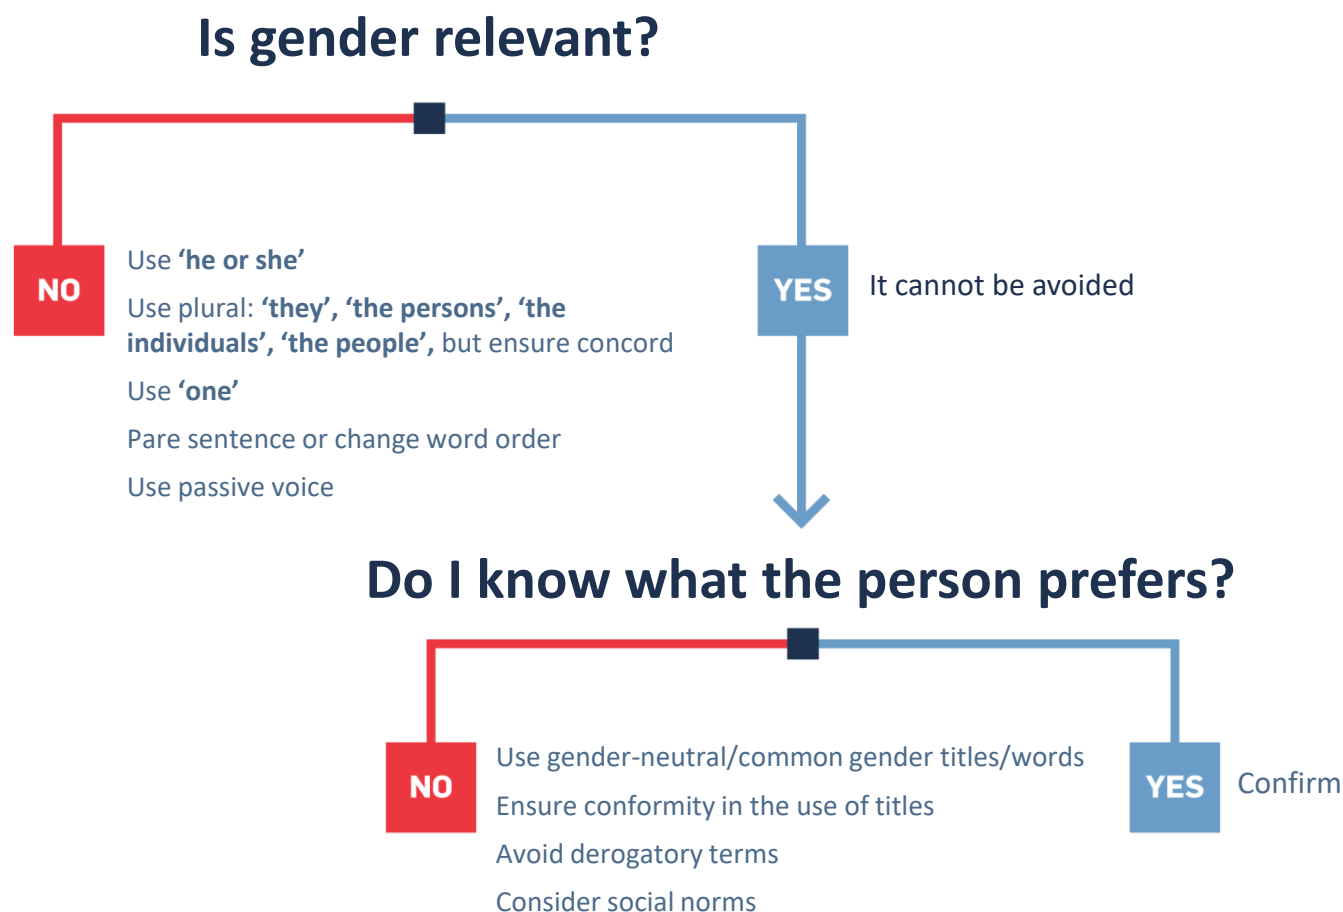 Is gender relevant?
NO
Use ‘he or she’
Use plural: ‘they’, ‘the persons’, ‘the
individuals’, ‘the people’, but ensure concord
Use ‘one’
Pare sentence or change word order
Use passive voice
YES
It cannot be avoided
Do I know what the person prefers?
NO
Use gender-neutral/common gender titles/words
Ensure conformity in the use of titles
Avoid derogatory terms
Consider social norms
YES
Confirm